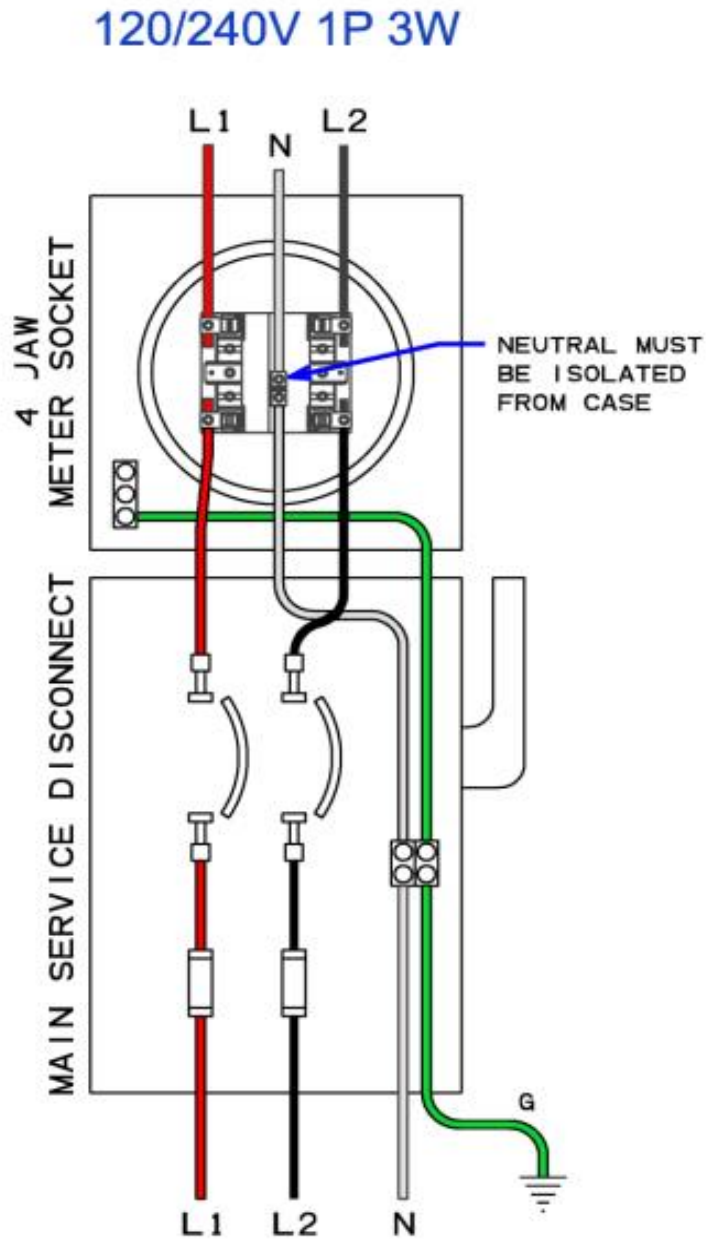 120/240V 1P 3W
L1
N
L2
4 JAW
METER SOCKET
NEUTRAL MUST
BE ISOLATED
FROM CASE
MAIN SERVICE DISCONNECT
G
L1
L2
N